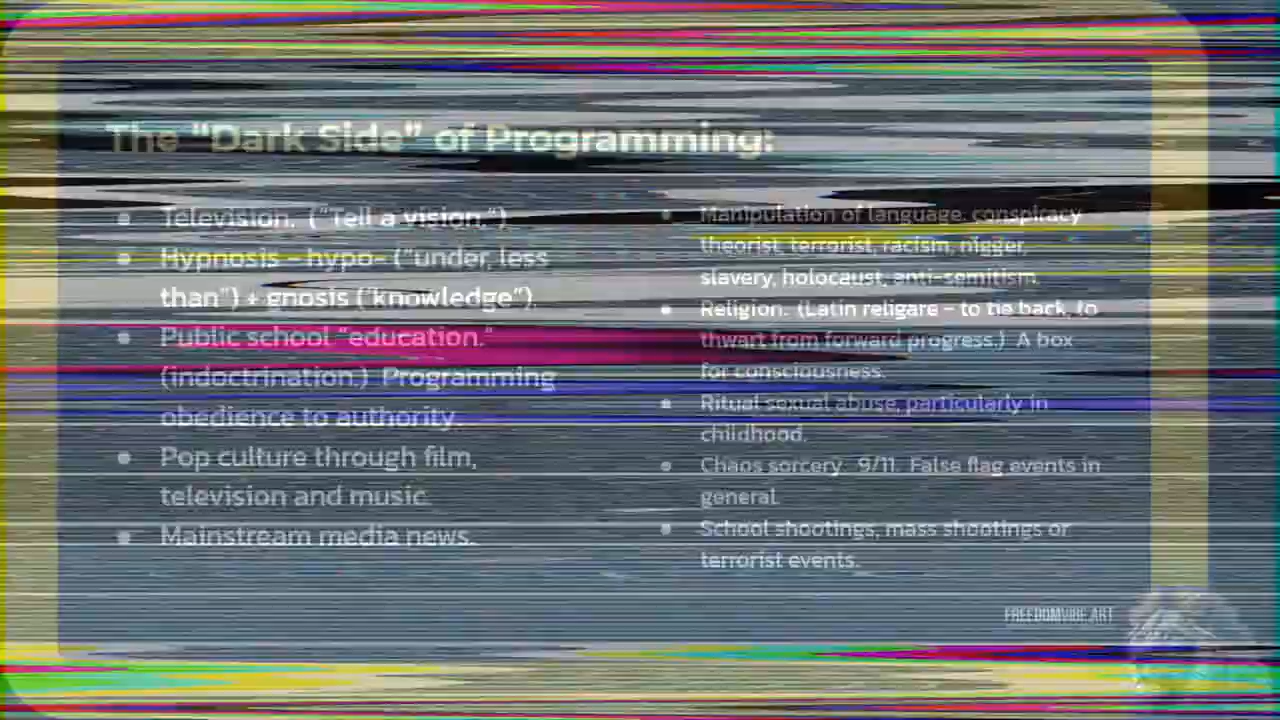 The "Dark Side" of Programming:
Television. ("Tell a vision.")
Hypnosis - hypo- ("under, less
than") + gnosis ("knowledge").
Public school "education."
(indoctrination.) Programming
obedience to authority.
Pop culture through film,
television and music.
Mainstream media news.
Manipulation of language. conspiracy
theorist, terrorist, racism, nigger,
slavery, holocaust, anti-semitism.
Religion. (Latin religare - to tie back, to
thwart from forward progress.) A box
for consciousness.
Ritual sexual abuse, particularly in
childhood.
Chaos sorcery. 9/11. False flag events in
general.
School shootings, mass shootings or
terrorist events.
FREEDOMVIBE.ART